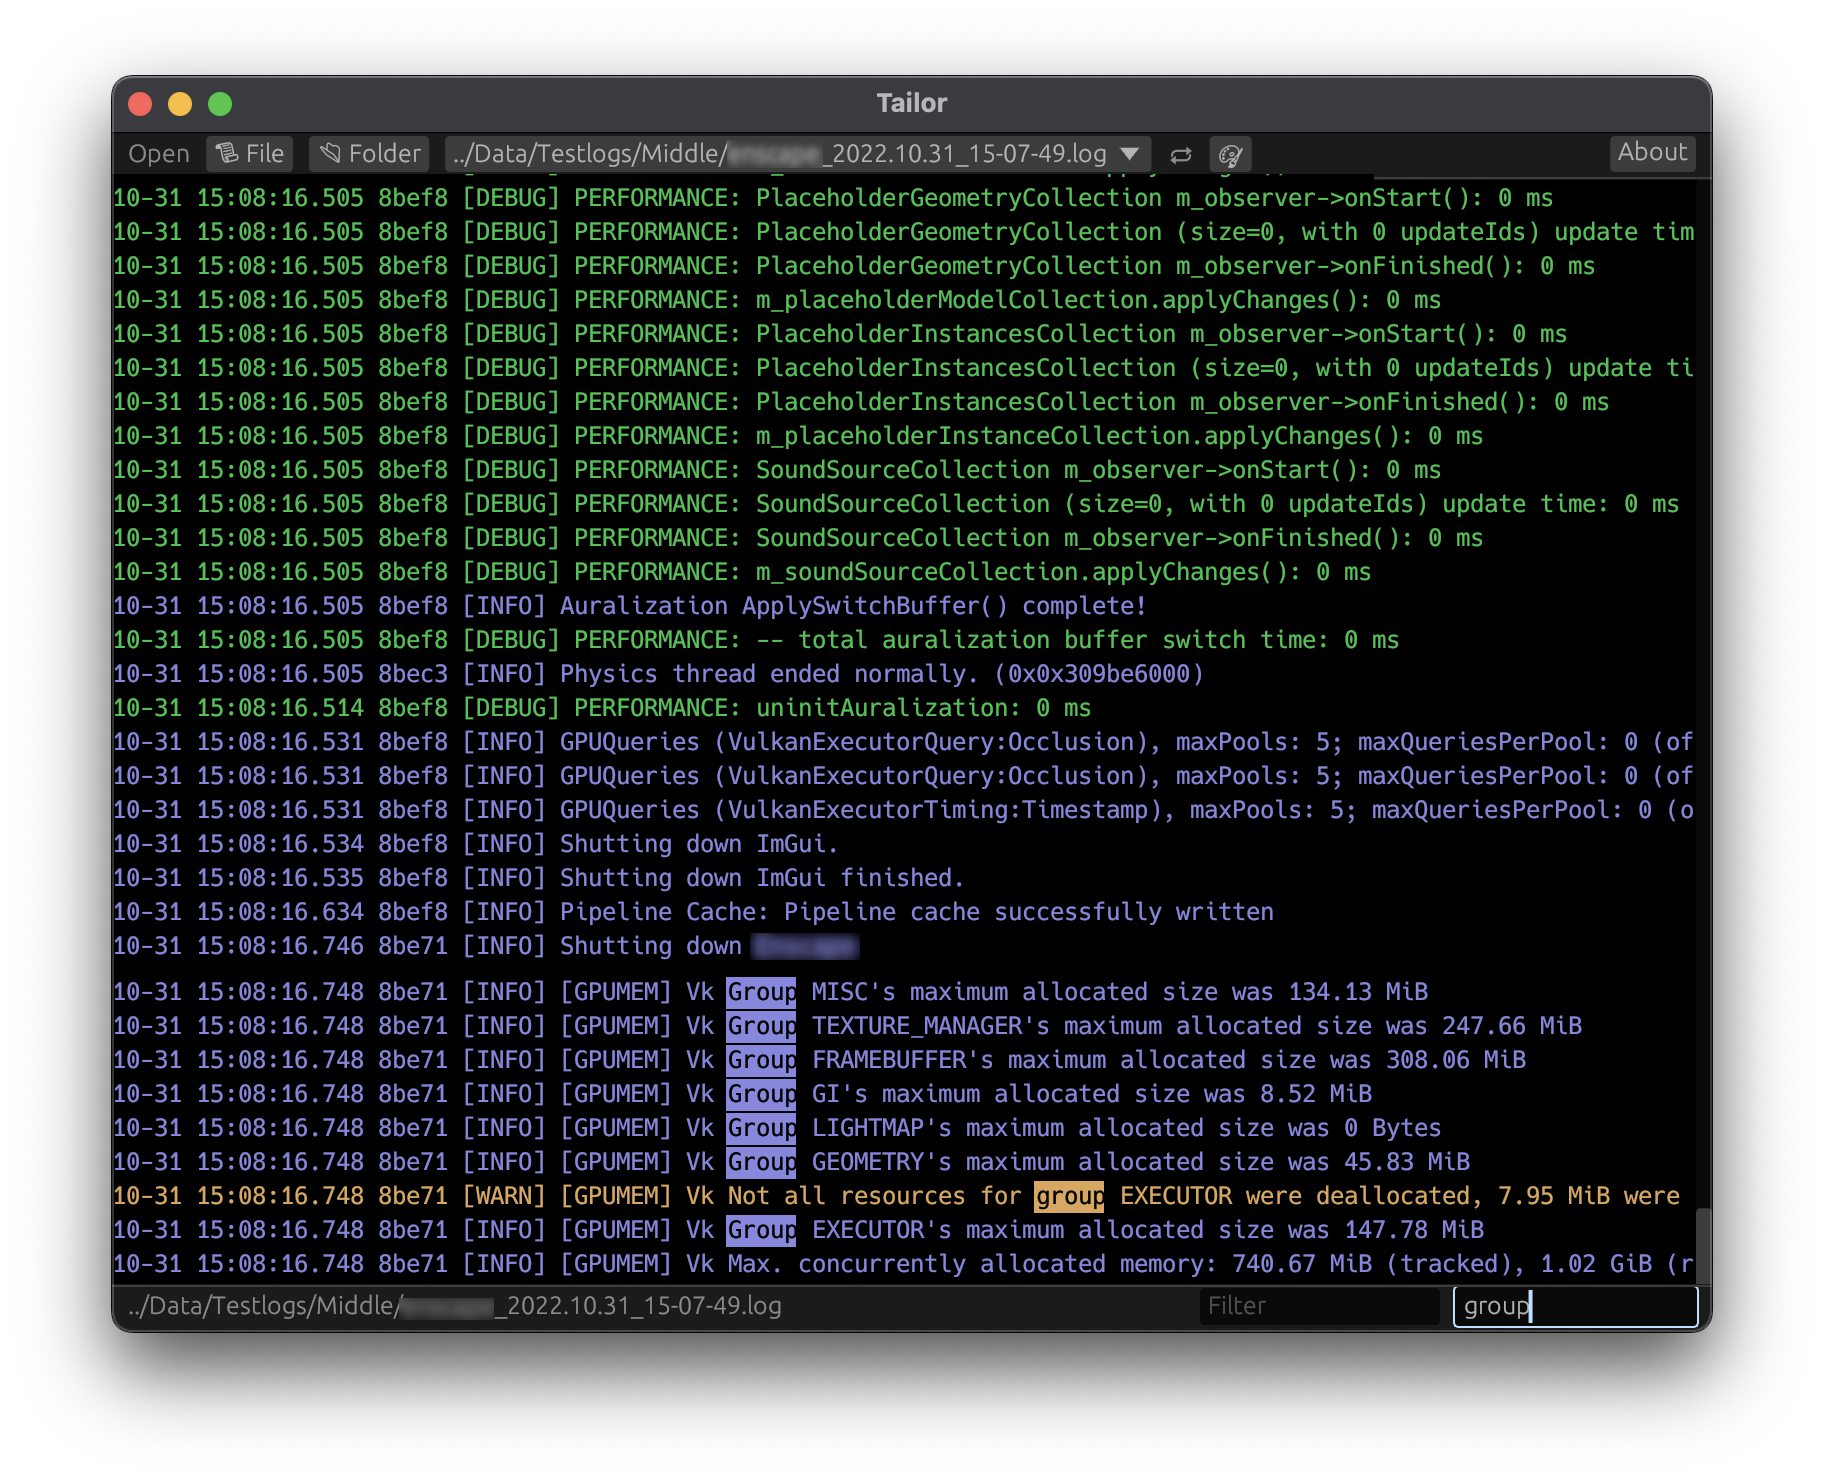 Tailor
Open File Folder ../Data/Testlogs/Middle/ _2022.10.31_15-07-49.log About
10-31 15:08:16.505 8bef8 [DEBUG] PERFORMANCE: PlaceholderGeometryCollection m_observer->onStart(): 0 ms
10-31 15:08:16.505 8bef8 [DEBUG] PERFORMANCE: PlaceholderGeometryCollection (size=0, with 0 updateIds) update tim
10-31 15:08:16.505 8bef8 [DEBUG] PERFORMANCE: PlaceholderGeometryCollection m_observer->onFinished(): 0 ms
10-31 15:08:16.505 8bef8 [DEBUG] PERFORMANCE: m_placeholderModelCollection.applyChanges(): 0 ms
10-31 15:08:16.505 8bef8 [DEBUG] PERFORMANCE: PlaceholderInstancesCollection m_observer->onStart(): 0 ms
10-31 15:08:16.505 8bef8 [DEBUG] PERFORMANCE: PlaceholderInstancesCollection (size=0, with 0 updateIds) update ti
10-31 15:08:16.505 8bef8 [DEBUG] PERFORMANCE: PlaceholderInstancesCollection m_observer->onFinished(): 0 ms
10-31 15:08:16.505 8bef8 [DEBUG] PERFORMANCE: m_placeholderInstanceCollection.applyChanges(): 0 ms
10-31 15:08:16.505 8bef8 [DEBUG] PERFORMANCE: SoundSourceCollection m_observer->onStart(): 0 ms
10-31 15:08:16.505 8bef8 [DEBUG] PERFORMANCE: SoundSourceCollection (size=0, with 0 updateIds) update time: 0 ms
10-31 15:08:16.505 8bef8 [DEBUG] PERFORMANCE: SoundSourceCollection m_observer->onFinished(): 0 ms
10-31 15:08:16.505 8bef8 [DEBUG] PERFORMANCE: m_soundSourceCollection.applyChanges(): 0 ms
10-31 15:08:16.505 8bef8 [INFO] Auralization ApplySwitchBuffer() complete!
10-31 15:08:16.505 8bef8 [DEBUG] PERFORMANCE: -- total auralization buffer switch time: 0 ms
10-31 15:08:16.505 8bec3 [INFO] Physics thread ended normally. (0x0x309be6000)
10-31 15:08:16.514 8bef8 [DEBUG] PERFORMANCE: uninitAuralization: 0 ms
10-31 15:08:16.531 8bef8 [INFO] GPUQueries (VulkanExecutorQuery:Occlusion), maxPools: 5; maxQueriesPerPool: 0 (of
10-31 15:08:16.531 8bef8 [INFO] GPUQueries (VulkanExecutorQuery:Occlusion), maxPools: 5; maxQueriesPerPool: 0 (of
10-31 15:08:16.531 8bef8 [INFO] GPUQueries (VulkanExecutorTiming:Timestamp), maxPools: 5; maxQueriesPerPool: 0 (o
10-31 15:08:16.534 8bef8 [INFO] Shutting down ImGui.
10-31 15:08:16.535 8bef8 [INFO] Shutting down ImGui finished.
10-31 15:08:16.634 8bef8 [INFO] Pipeline Cache: Pipeline cache successfully written
10-31 15:08:16.746 8be71 [INFO] Shutting down
10-31 15:08:16.748 8be71 [INFO] [GPUMEM] Vk Group MISC's maximum allocated size was 134.13 MiB
10-31 15:08:16.748 8be71 [INFO] [GPUMEM] Vk Group TEXTURE_MANAGER's maximum allocated size was 247.66 MiB
10-31 15:08:16.748 8be71 [INFO] [GPUMEM] Vk Group FRAMEBUFFER's maximum allocated size was 308.06 MiB
10-31 15:08:16.748 8be71 [INFO] [GPUMEM] Vk Group GI's maximum allocated size was 8.52 MiB
10-31 15:08:16.748 8be71 [INFO] [GPUMEM] Vk Group LIGHTMAP's maximum allocated size was 0 Bytes
10-31 15:08:16.748 8be71 [INFO] [GPUMEM] Vk Group GEOMETRY's maximum allocated size was 45.83 MiB
10-31 15:08:16.748 8be71 [WARN] [GPUMEM] Vk Not all resources for group EXECUTOR were deallocated, 7.95 MiB were
10-31 15:08:16.748 8be71 [INFO] [GPUMEM] Vk Group EXECUTOR's maximum allocated size was 147.78 MiB
10-31 15:08:16.748 8be71 [INFO] [GPUMEM] Vk Max. concurrently allocated memory: 740.67 MiB (tracked), 1.02 GiB (r
../Data/Testlogs/Middle/ _2022.10.31_15-07-49.log Filter group